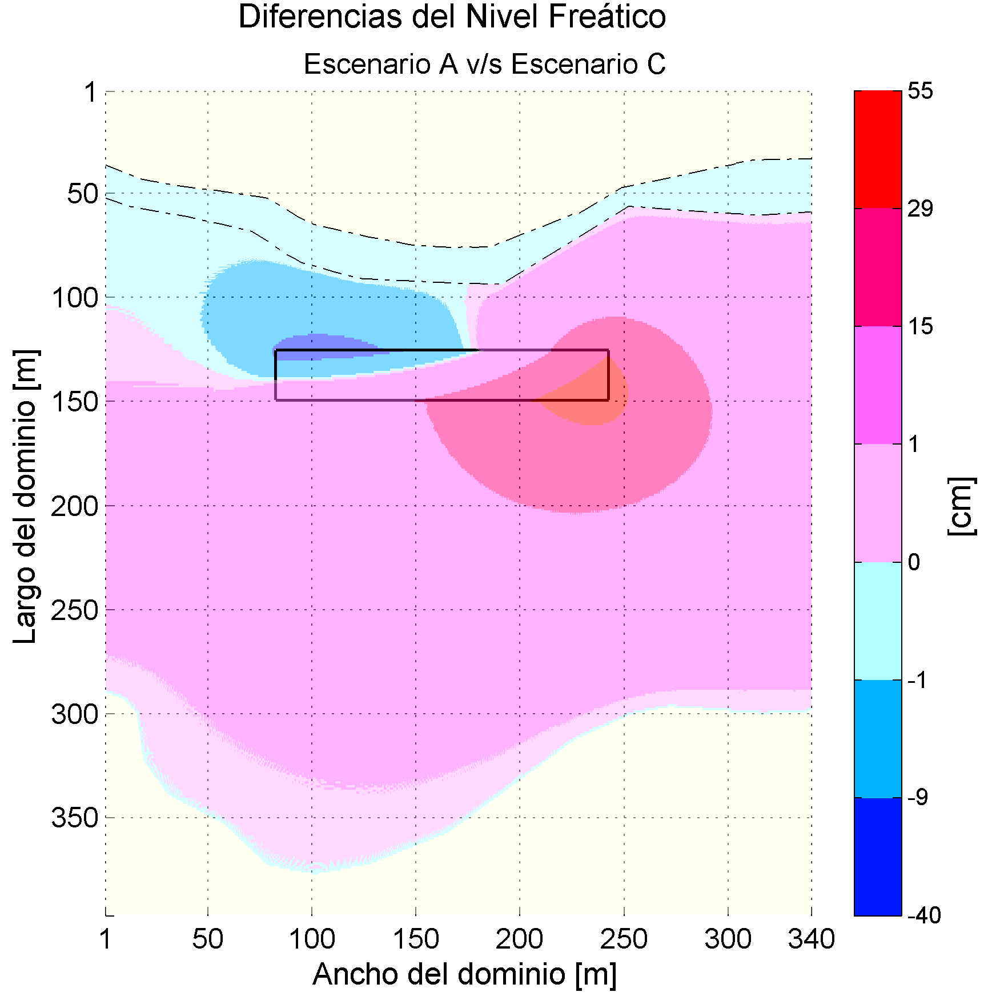 Diferencias del Nivel Freático
Escenario A v/s Escenario C
1
50
100
150
200
250
300
350
Largo del dominio [m]
1 50 100 150 200 250 300 340
Ancho del dominio [m]
55
29
15
1
0
-1
-9
-40
[cm]